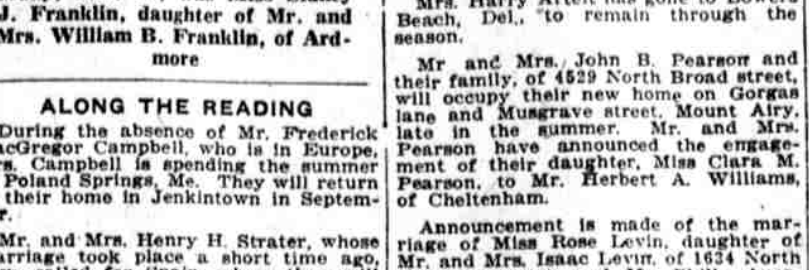 J. Franklin, daughter of Mr. and
Mrs. William B. Franklin, of Ard-
more
ALONG THE READING
During the absence of Mr. Frederick
acGregor Campbell, who is in Europe,
rs. Campbell is spending the summer
Poland Springs, Me. They will return
their home in Jenkintown in Septem-
r.
Mr. and Mrs. Henry H. Strater, whose
arriage took place a short time ago,
Mrs. Harry has gone to
Beach, Del., to remain through the
season.
Mr and Mrs. John B. Pearson and
their family, of 4529 North Broad street,
will occupy their new home on Gorgas
lane and Musgrave street, Mount Airy,
late in the summer. Mr. and Mrs.
Pearson have announced the engage-
ment of their daughter, Miss Clara M.
Pearson, to Mr. Herbert A. Williams,
of Cheltenham.
Announcement is made of the mar-
riage of Miss Rose Levin, daughter of
Mr. and Mrs. Isaac Levin, of 1634 North